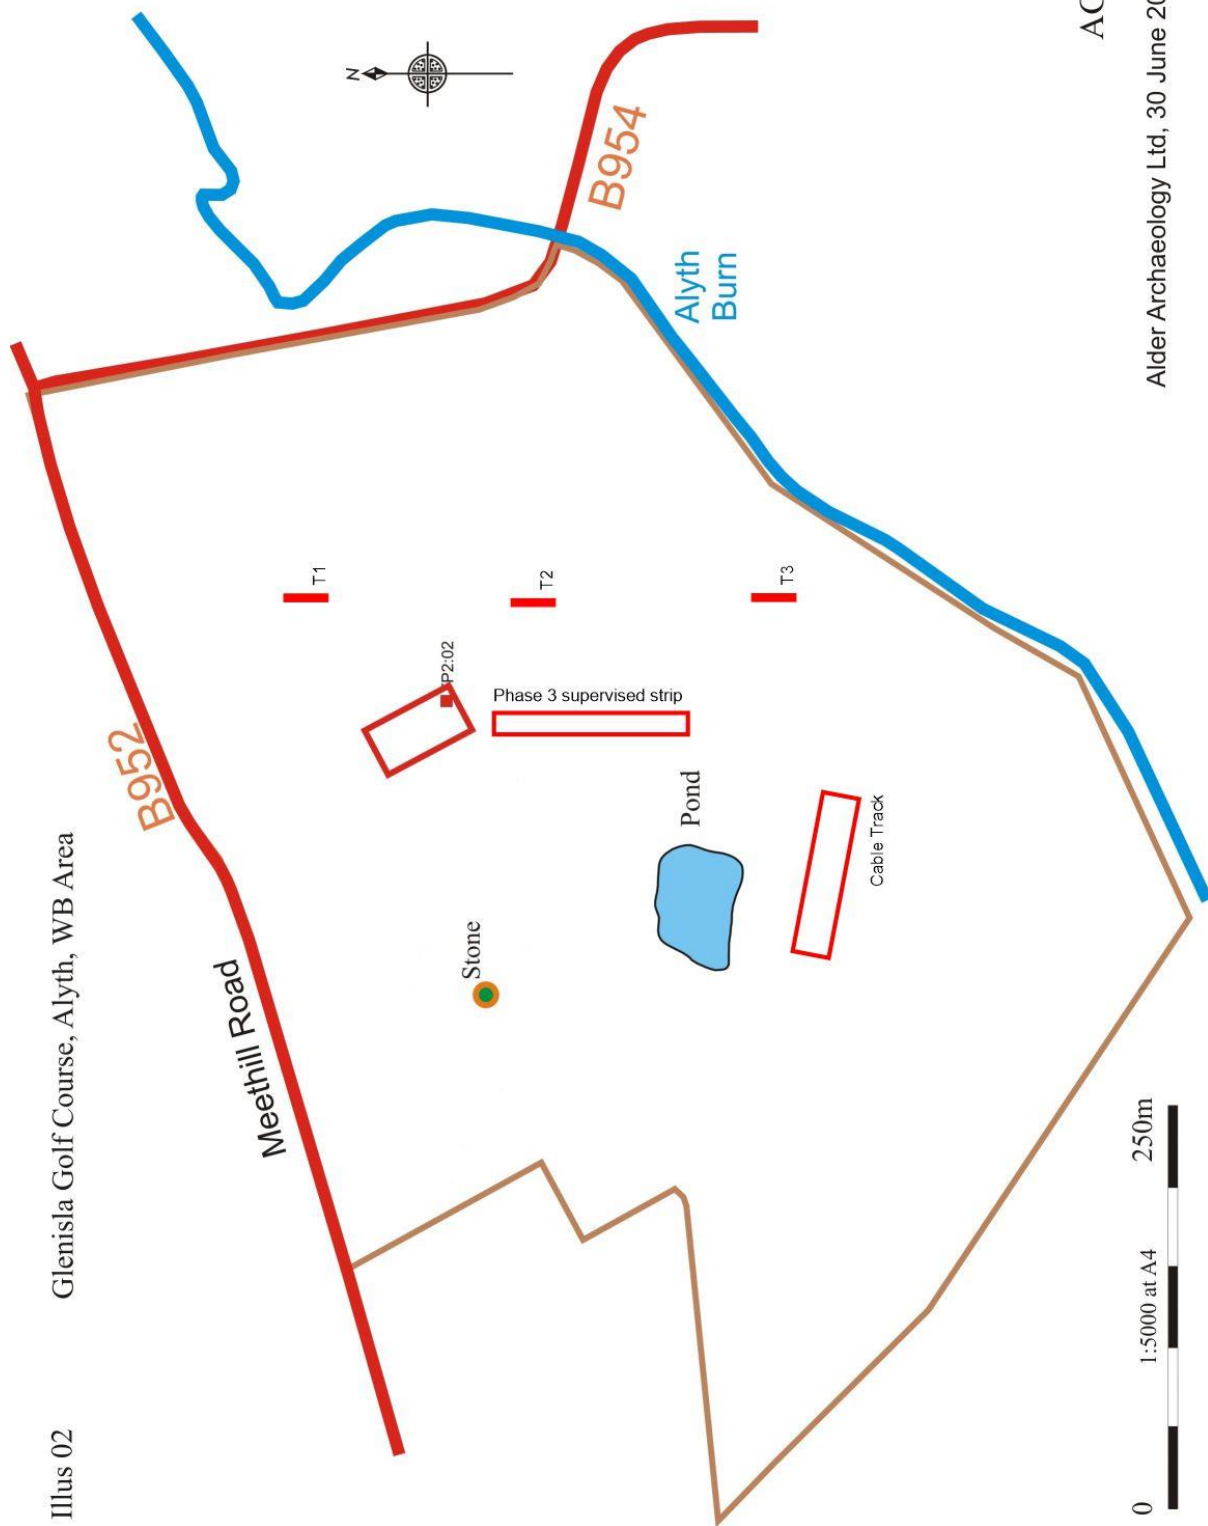 Illus 02
Glenisla Golf Course, Alyth, WB Area
B952
Meethill Road
N
B954
Alyth
Burn
T1
T2
T3
P2:02
Phase 3 supervised strip
Stone
Pond
Cable Track
0
1:5000 at A4
250m
Alder Archaeology Ltd, 30 June